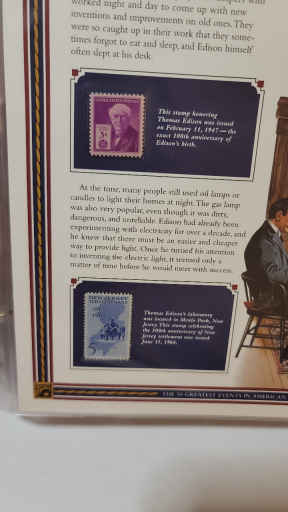 worked night and day to come up with new
inventions and improvements on old ones. They
were so caught up in their work that they some-
times forgot to eat and sleep, and Edison himself
often slept at his desk.
This stamp honoring
Thomas Edison was issued
on February 11, 1947—the
exact 100th anniversary of
Edison's birth.
3¢
At the time, many people still used oil lamps or
candles to light their homes at night. The gas lamp
was also very popular, even though it was dirty,
dangerous, and unreliable. Edison had already been
experimenting with electricity for over a decade, and
he knew that there must be an easier and cheaper
way to provide light. Once he turned his attention
to inventing the electric light, it seemed only a
matter of time before he would meet with success.
NEW JERSEY
Thomas Edison's laboratory
was located in Menlo Park, New
Jersey. This stamp celebrating
the 300th anniversary of New
Jersey settlement was issued
June 15, 1964.
5
THE 50 GREATEST EVENTS IN AMERICAN